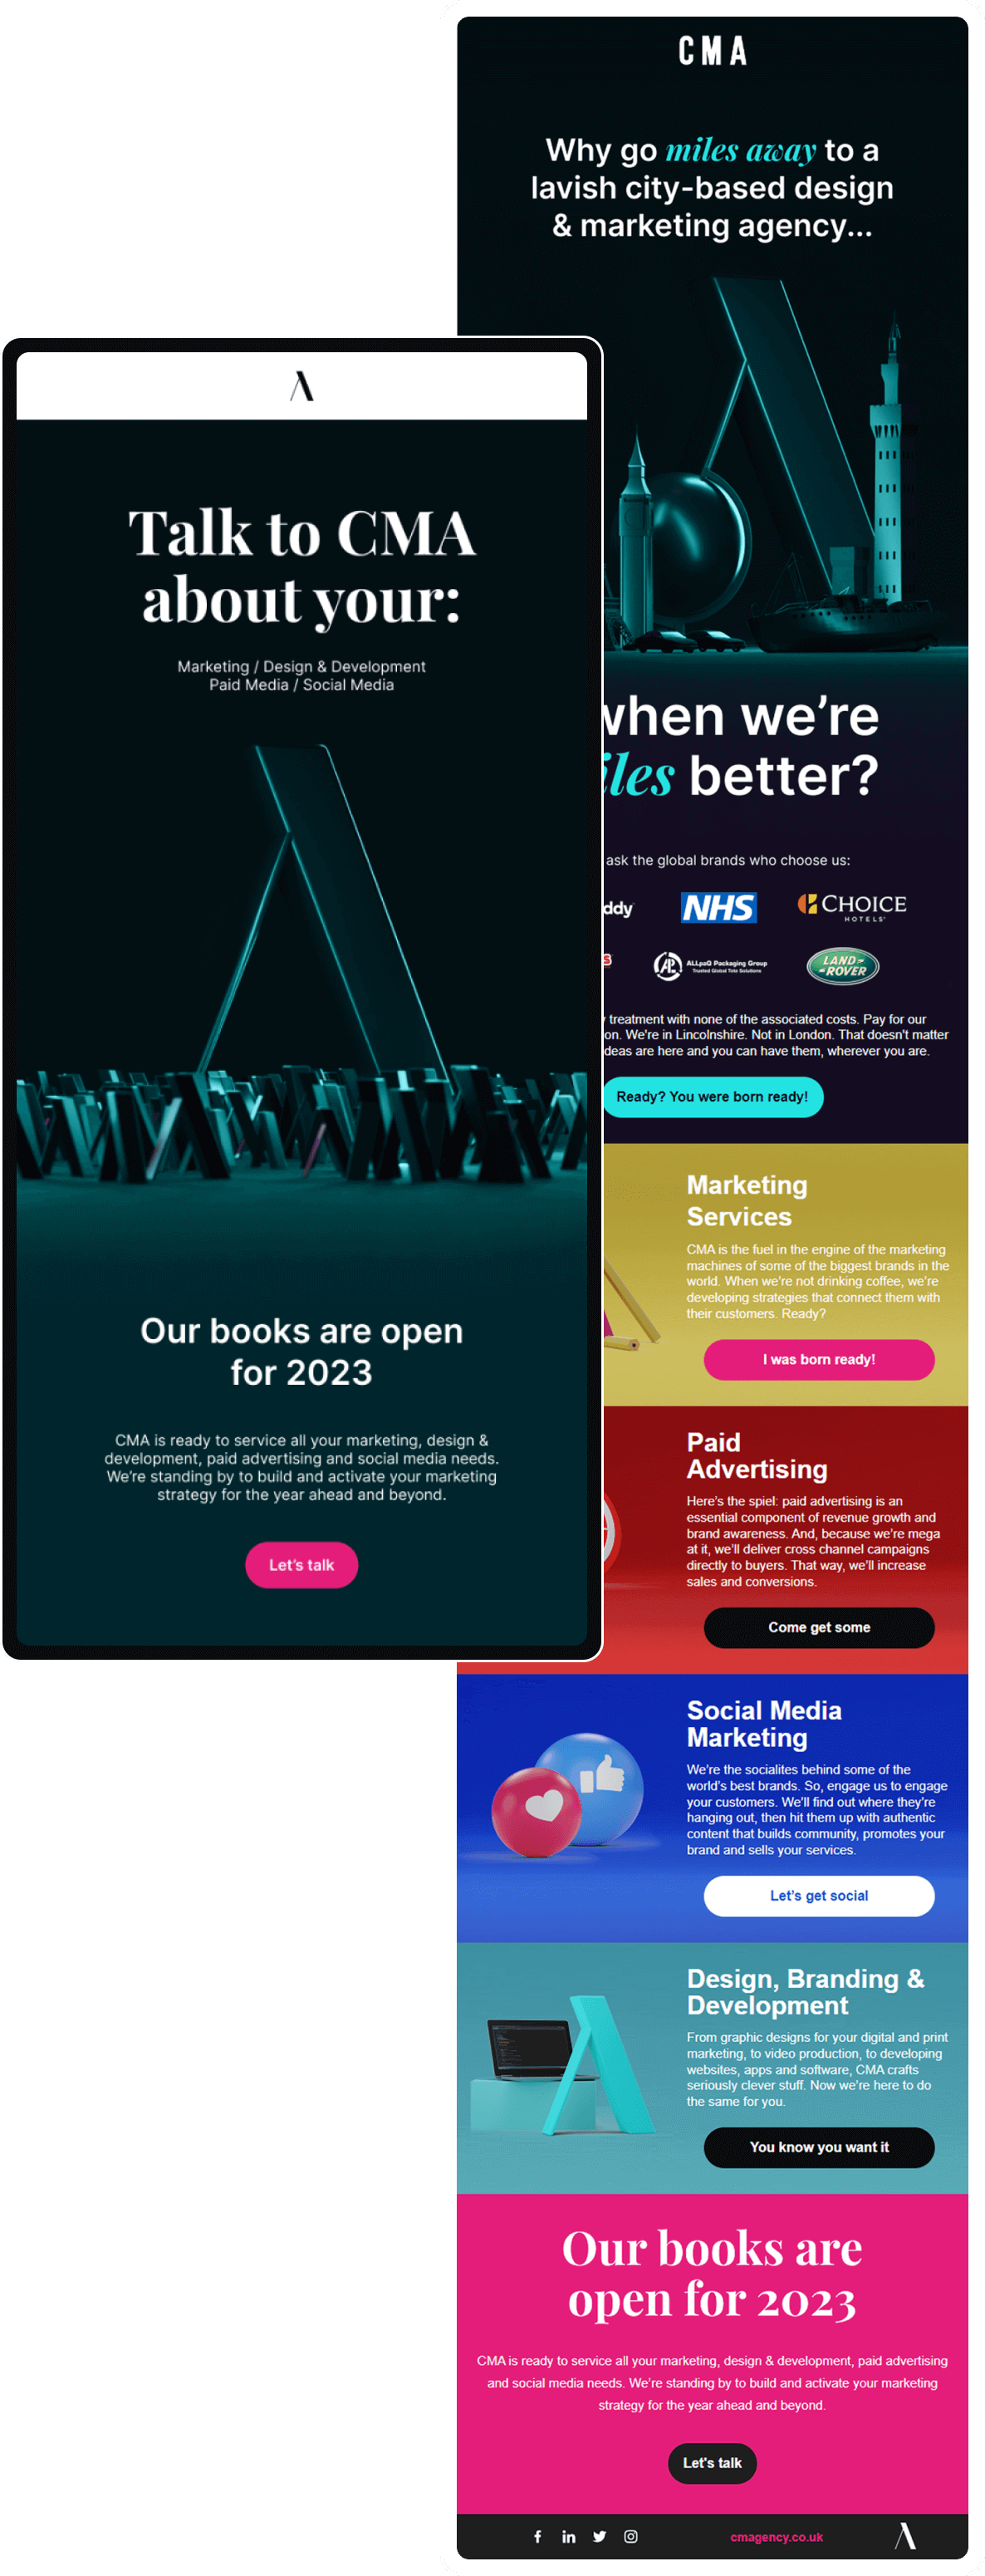 CMA
Why go miles away to a
lavish city-based design
& marketing agency...
Talk to CMA
about your:
Marketing / Design & Development
Paid Media / Social Media
Our books are open
for 2023
CMA is ready to service all your marketing, design &
development, paid advertising and social media needs.
We're standing by to build and activate your marketing
strategy for the year ahead and beyond.
Let's talk
when we're
better?
ask the global brands who choose us:
NHS
CHOICE
HOTELS
ALLpaQ Packaging Group
Trusted Global Tote Solutions
LAND-
ROVER
treatment with none of the associated costs. Pay for our
on. We're in Lincolnshire. Not in London. That doesn't matter
deas are here and you can have them, wherever you are.
Ready? You were born ready!
Marketing
Services
CMA is the fuel in the engine of the marketing
machines of some of the biggest brands in the
world. When we're not drinking coffee, we're
developing strategies that connect them with
their customers. Ready?
I was born ready!
Paid
Advertising
Here's the spiel: paid advertising is an
essential component of revenue growth and
brand awareness. And, because we're mega
at it, we'll deliver cross channel campaigns
directly to buyers. That way, we'll increase
sales and conversions.
Come get some
Social Media
Marketing
We're the socialites behind some of the
world's best brands. So, engage us to engage
your customers. We'll find out where they're
hanging out, then hit them up with authentic
content that builds community, promotes your
brand and sells your services.
Let's get social
Design, Branding &
Development
From graphic designs for your digital and print
marketing, to video production, to developing
websites, apps and software, CMA crafts
seriously clever stuff. Now we're here to do
the same for you.
You know you want it
Our books are
open for 2023
CMA is ready to service all your marketing, design & development, paid advertising
and social media needs. We're standing by to build and activate your marketing
strategy for the year ahead and beyond.
Let's talk
cmagency.co.uk